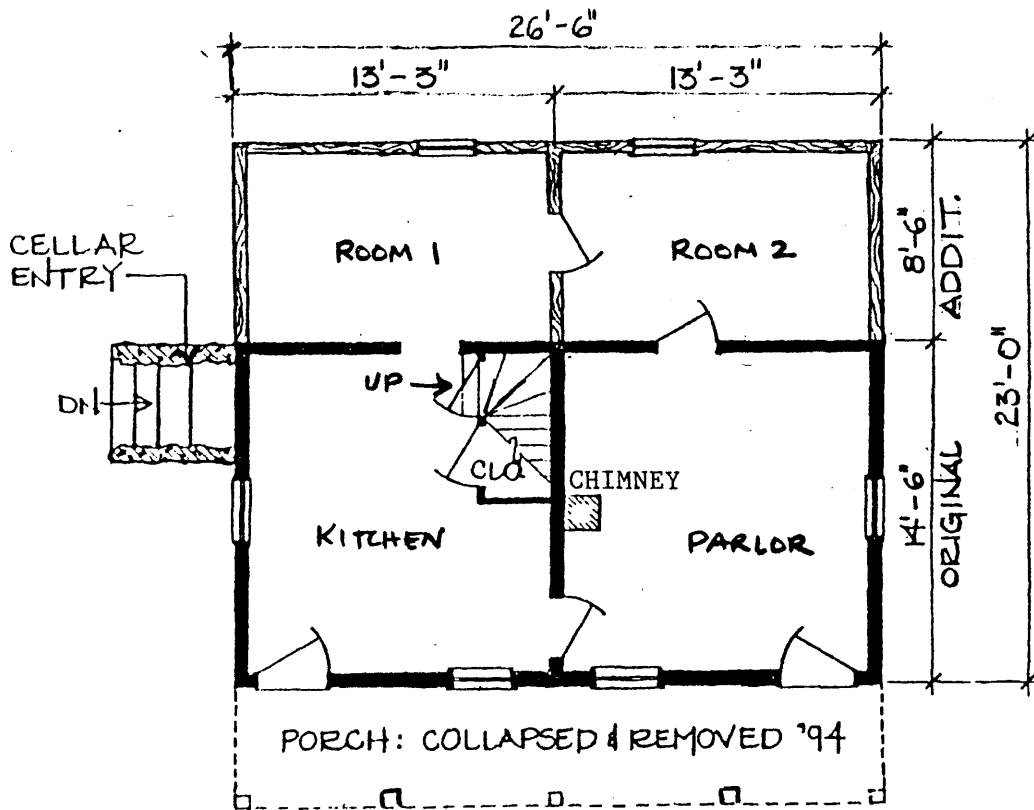 26'-6"
13'-3" 13'-3"
CELLAR
ENTRY
ROOM 1
ROOM 2
8'-6"
ADDIT.
23'-0"
UP
DN
CLO.
CHIMNEY
KITCHEN
PARLOR
14'-6"
ORIGINAL
PORCH: COLLAPSED & REMOVED '94